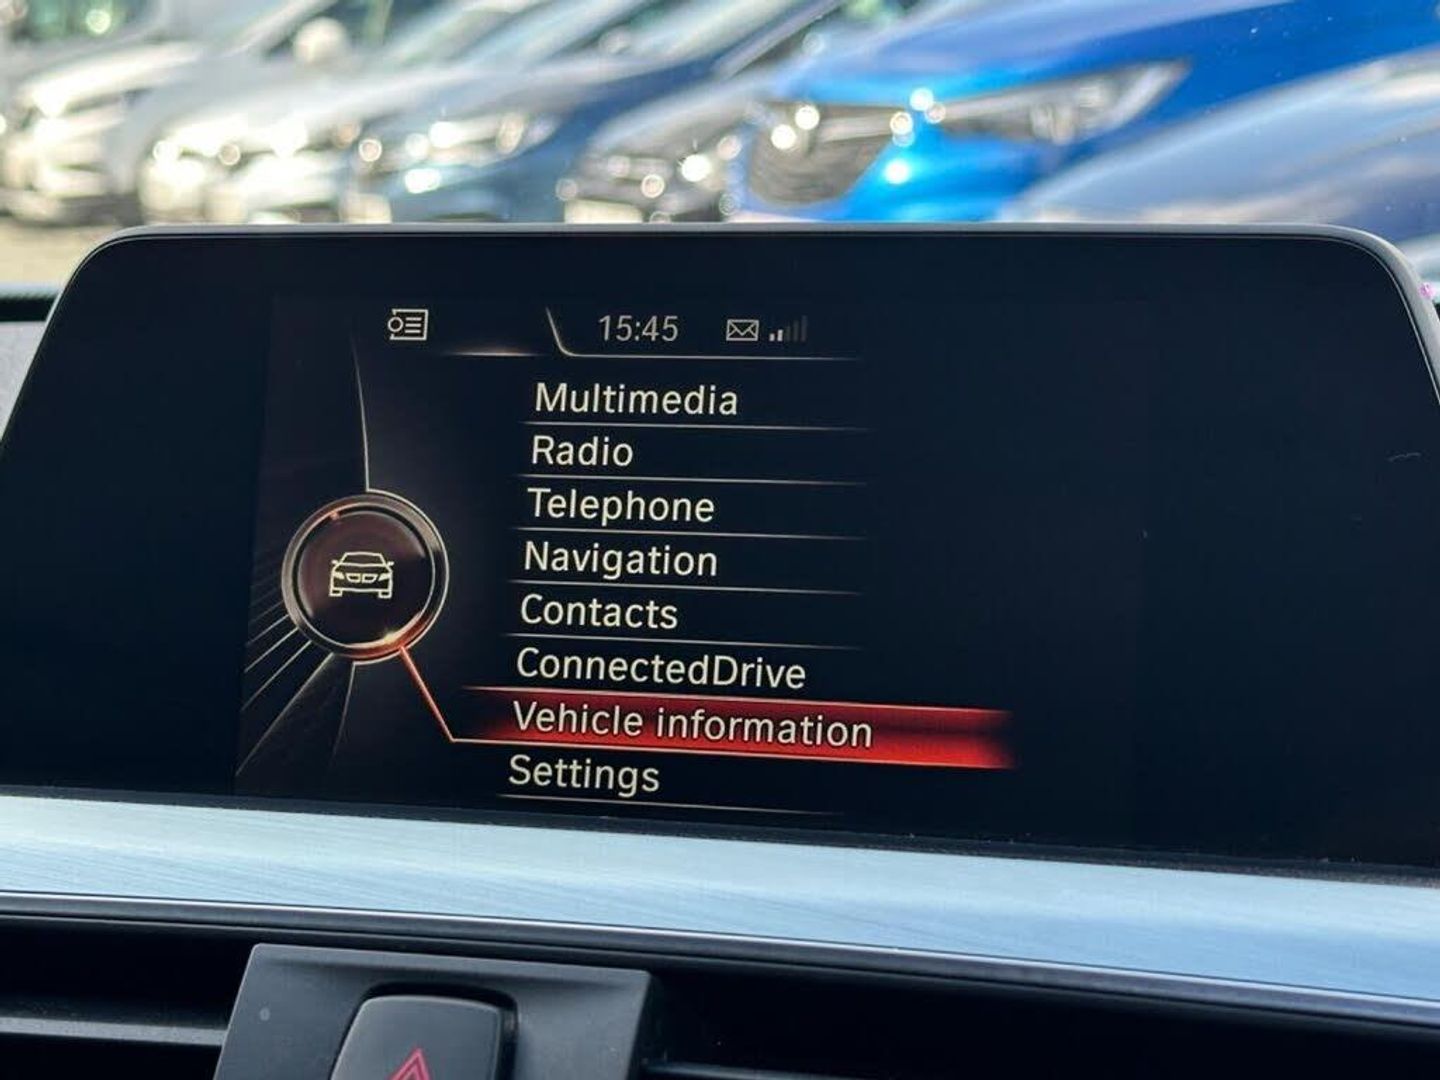 15:45
Multimedia
Radio
Telephone
Navigation
Contacts
ConnectedDrive
Vehicle information
Settings